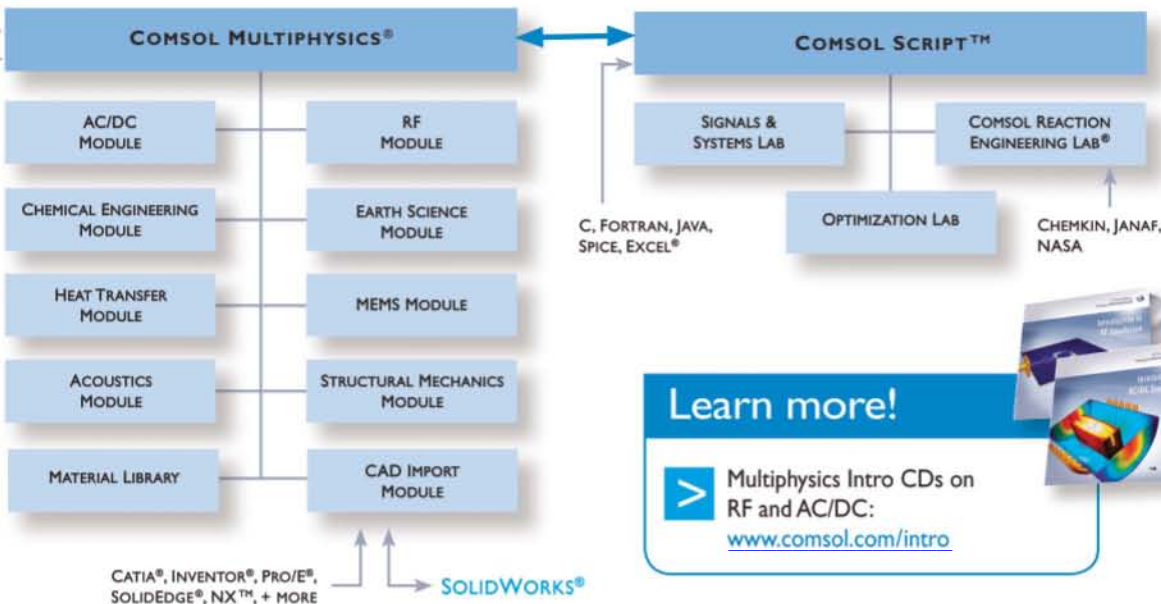 COMSOL MULTIPHYSICS®
AC/DC
MODULE
RF
MODULE
CHEMICAL ENGINEERING
MODULE
EARTH SCIENCE
MODULE
HEAT TRANSFER
MODULE
MEMS MODULE
ACOUSTICS
MODULE
STRUCTURAL MECHANICS
MODULE
MATERIAL LIBRARY
CAD IMPORT
MODULE
CATIA®, INVENTOR®, PRO/E®,
SOLIDEDGE®, NX™, + MORE
SOLIDWORKS®
COMSOL SCRIPT™
SIGNALS &
SYSTEMS LAB
COMSOL REACTION
ENGINEERING LAB®
OPTIMIZATION LAB
C, FORTRAN, JAVA,
SPICE, EXCEL®
CHEMKIN, JANAF,
NASA
Learn more!
> Multiphysics Intro CDs on
RF and AC/DC:
www.comsol.com/intro